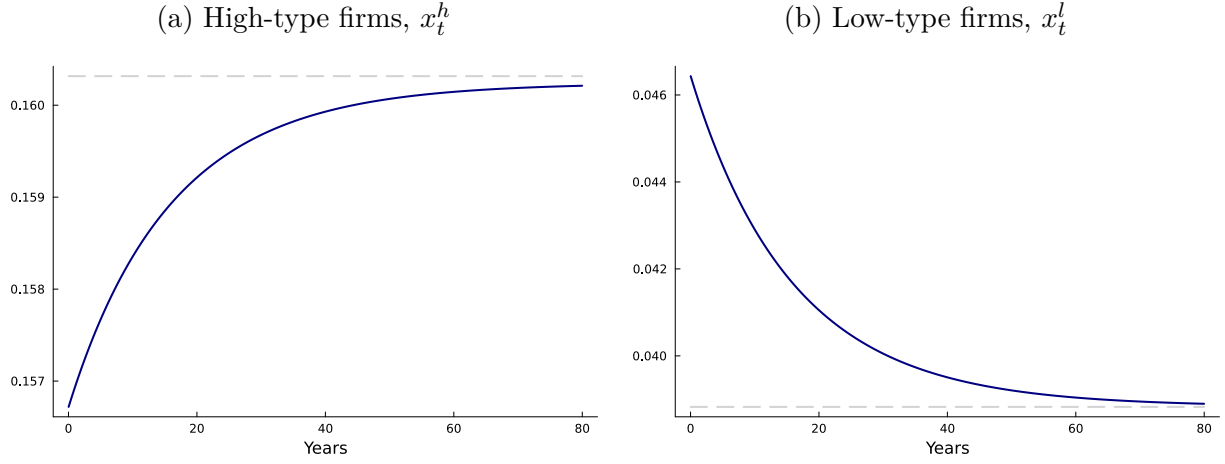 (a) High-type firms, x_t^h
0.160
0.159
0.158
0.157
0 20 40 60 80
Years
(b) Low-type firms, x_t^l
0.046
0.044
0.042
0.040
0 20 40 60 80
Years